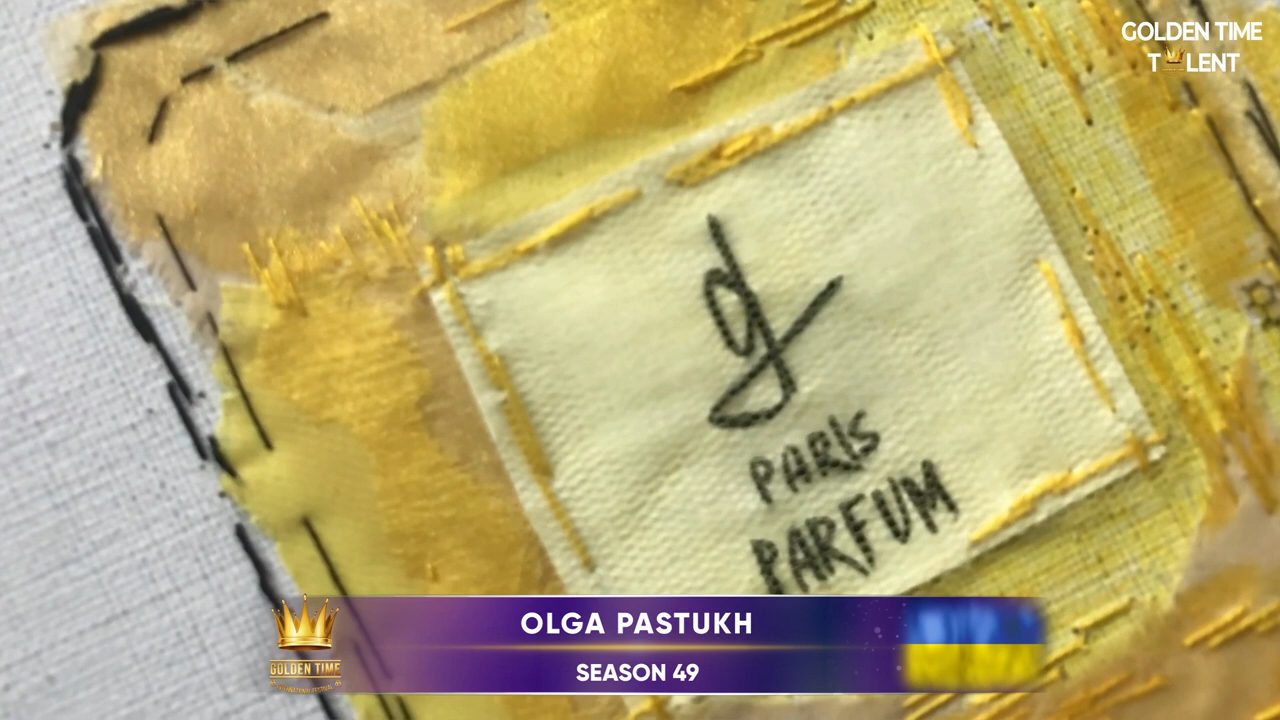 GOLDEN TIME
TALENT
g
PARIS
PARFUM
OLGA PASTUKH
GOLDEN TIME
SEASON 49